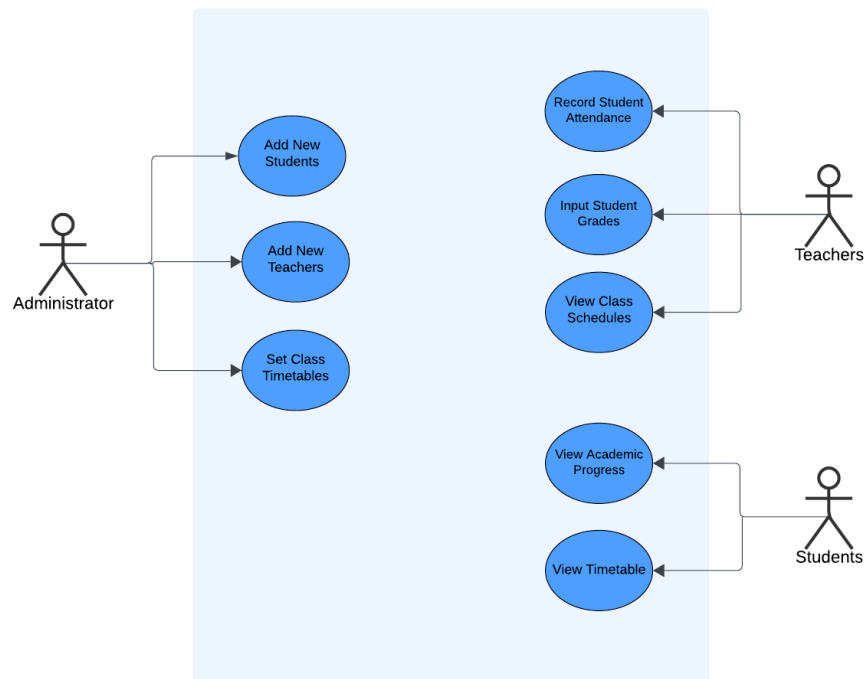 Add New
Students
Add New
Teachers
Set Class
Timetables
Administrator
Record Student
Attendance
Input Student
Grades
View Class
Schedules
Teachers
View Academic
Progress
View Timetable
Students